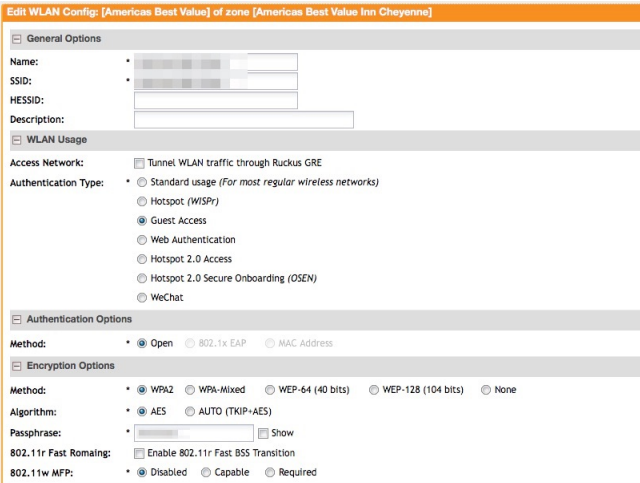 Edit WLAN Config: [Americas Best Value] of zone [Americas Best Value Inn Cheyenne]
General Options
Name: *
SSID: *
HESSID:
Description:
WLAN Usage
Access Network: Tunnel WLAN traffic through Ruckus GRE
Authentication Type: * Standard usage (For most regular wireless networks)
Hotspot (WISPr)
Guest Access
Web Authentication
Hotspot 2.0 Access
Hotspot 2.0 Secure Onboarding (OSEN)
WeChat
Authentication Options
Method: * Open 802.1x EAP MAC Address
Encryption Options
Method: * WPA2 WPA-Mixed WEP-64 (40 bits) WEP-128 (104 bits) None
Algorithm: * AES AUTO (TKIP+AES)
Passphrase: * Show
802.11r Fast Romaing: Enable 802.11r Fast BSS Transition
802.11w MFP: * Disabled Capable Required